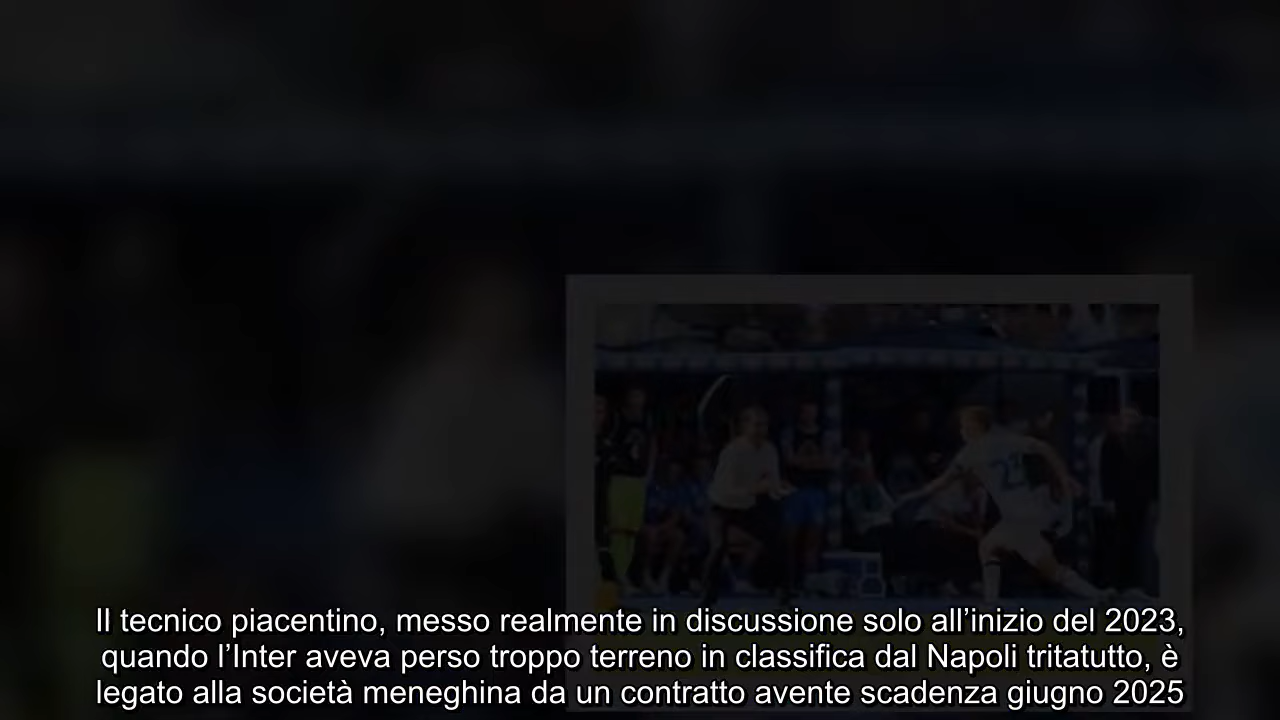 Il tecnico piacentino, messo realmente in discussione solo all’inizio del 2023,
quando l’Inter aveva perso troppo terreno in classifica dal Napoli tritatutto, è
legato alla società meneghina da un contratto avente scadenza giugno 2025